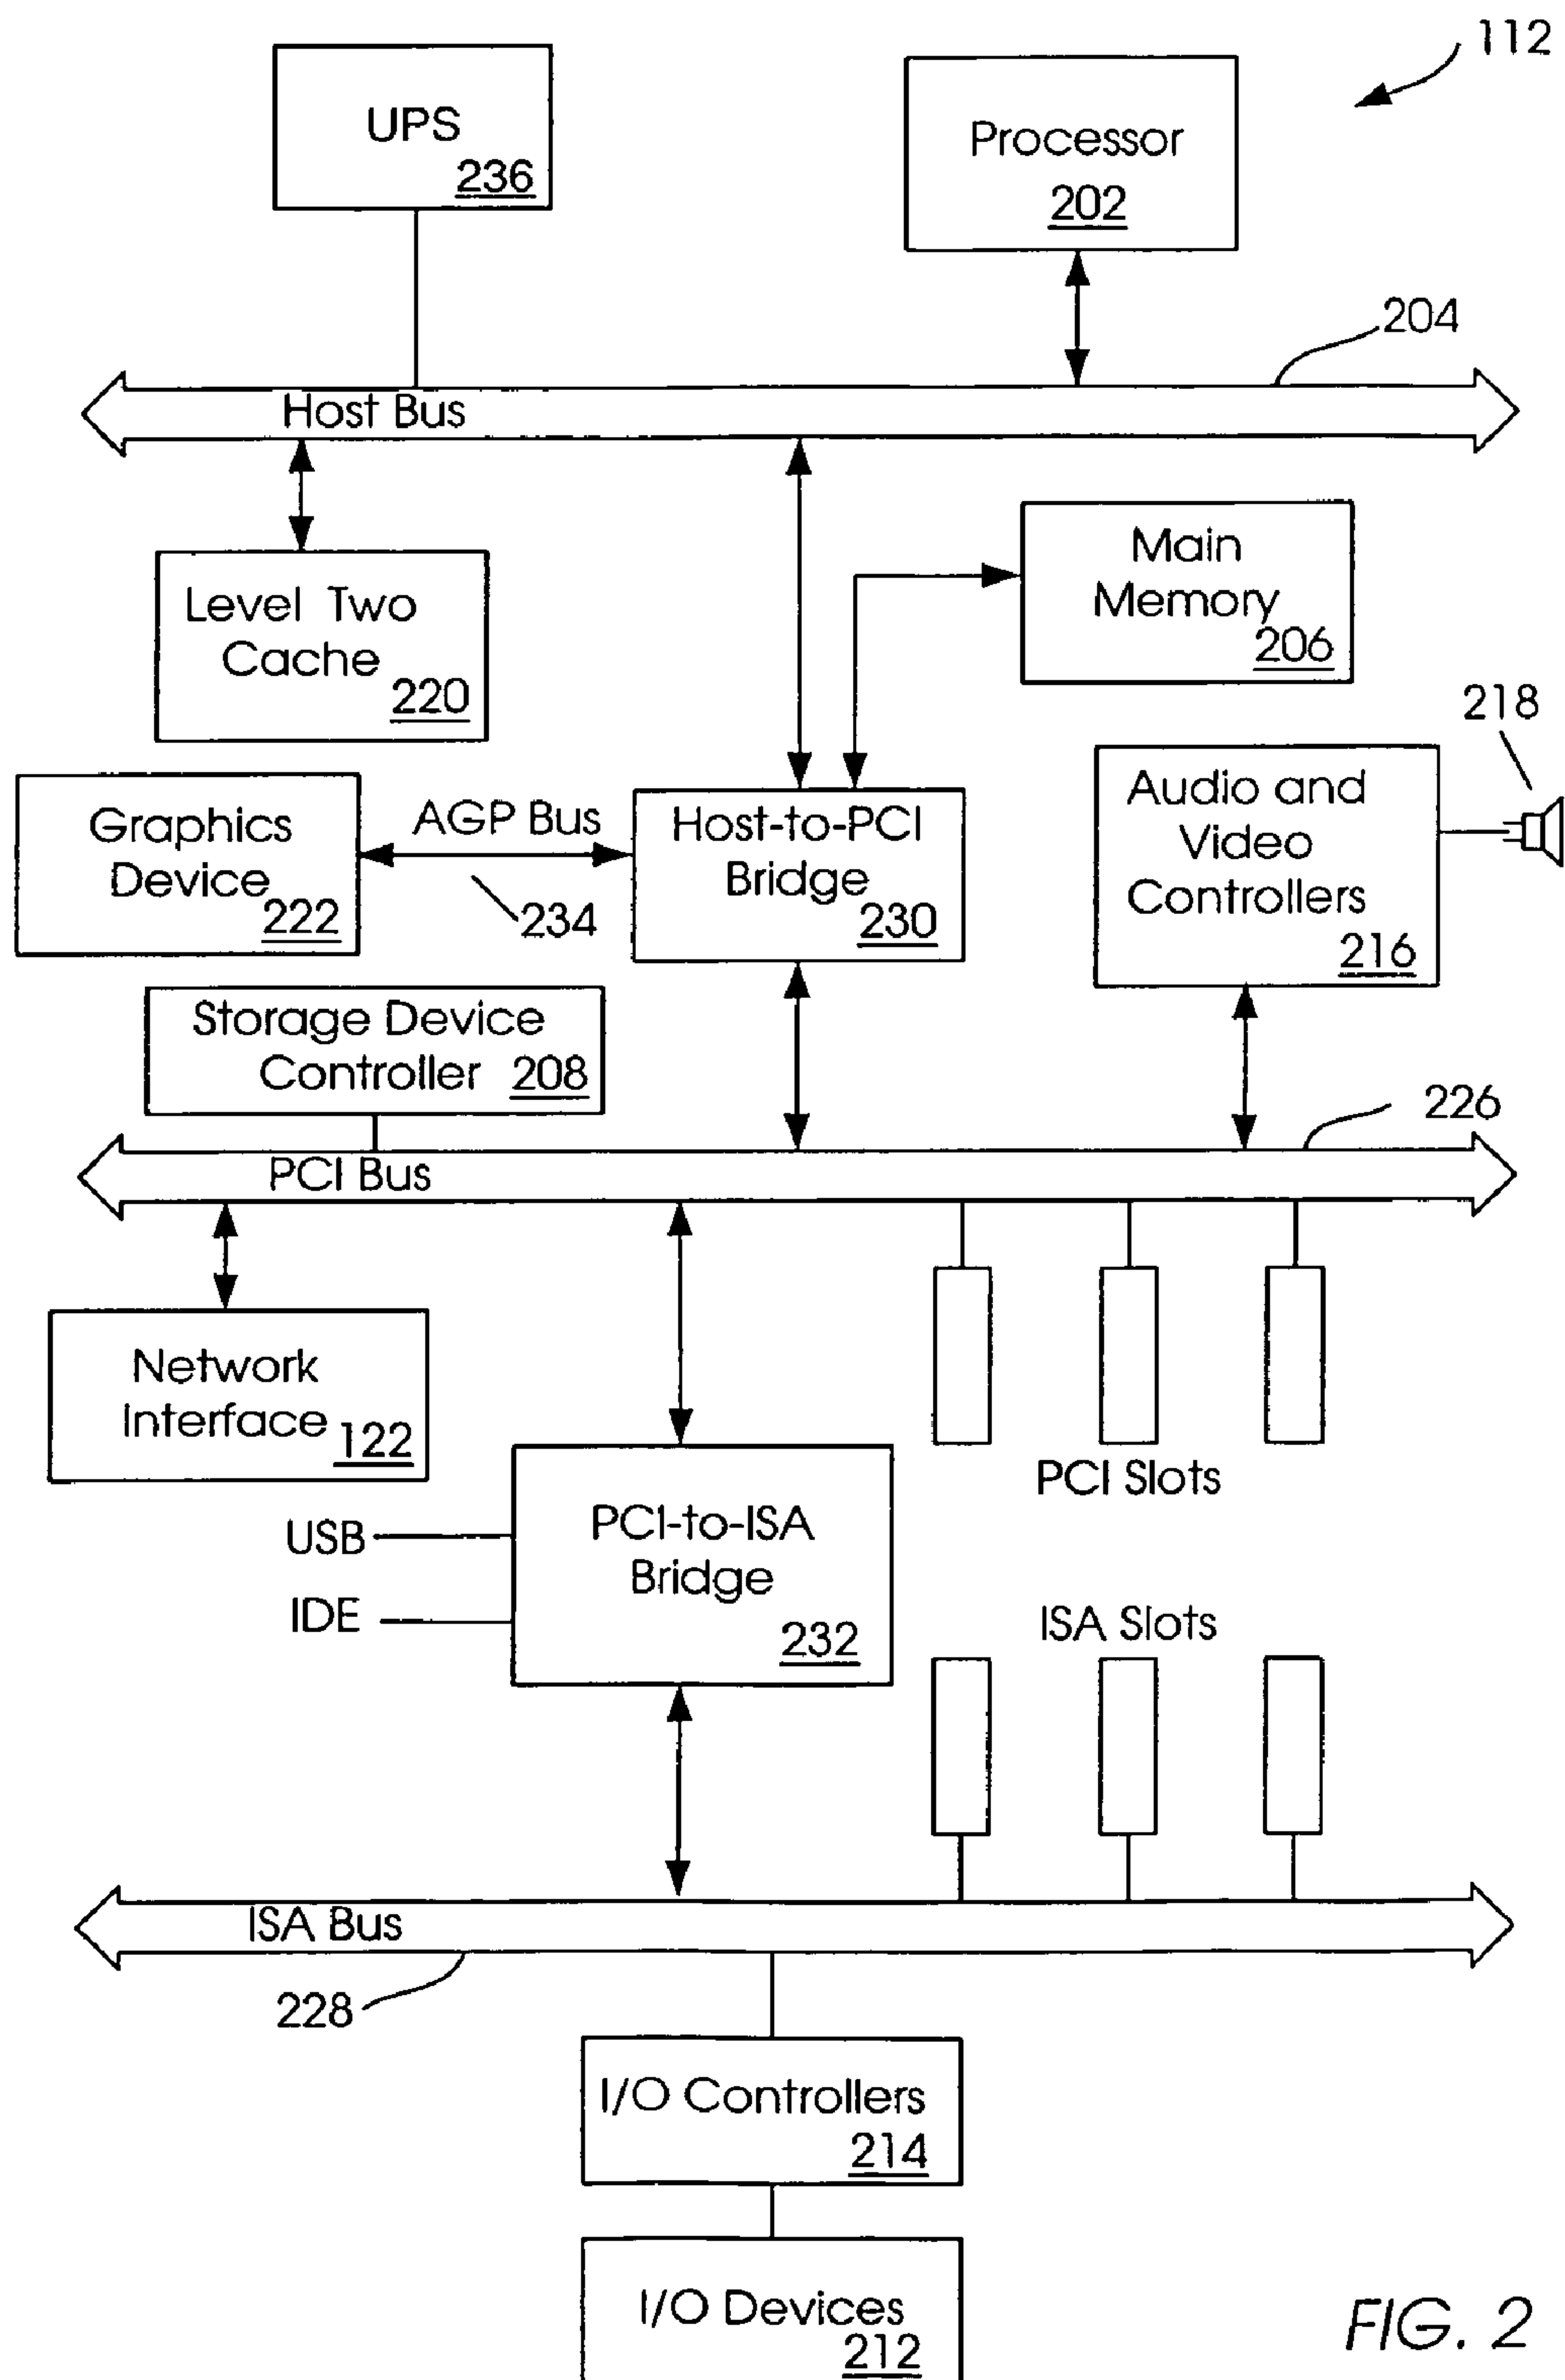 112
UPS
236
Processor
202
204
Host Bus
Level Two
Cache
220
Main
Memory
206
218
Graphics
Device
222
AGP Bus
234
Host-to-PCI
Bridge
230
Audio and
Video
Controllers
216
Storage Device
Controller 208
226
PCI Bus
Network
Interface
122
PCI Slots
USB
IDE
PCI-to-ISA
Bridge
232
ISA Slots
ISA Bus
228
I/O Controllers
214
I/O Devices
212
FIG. 2